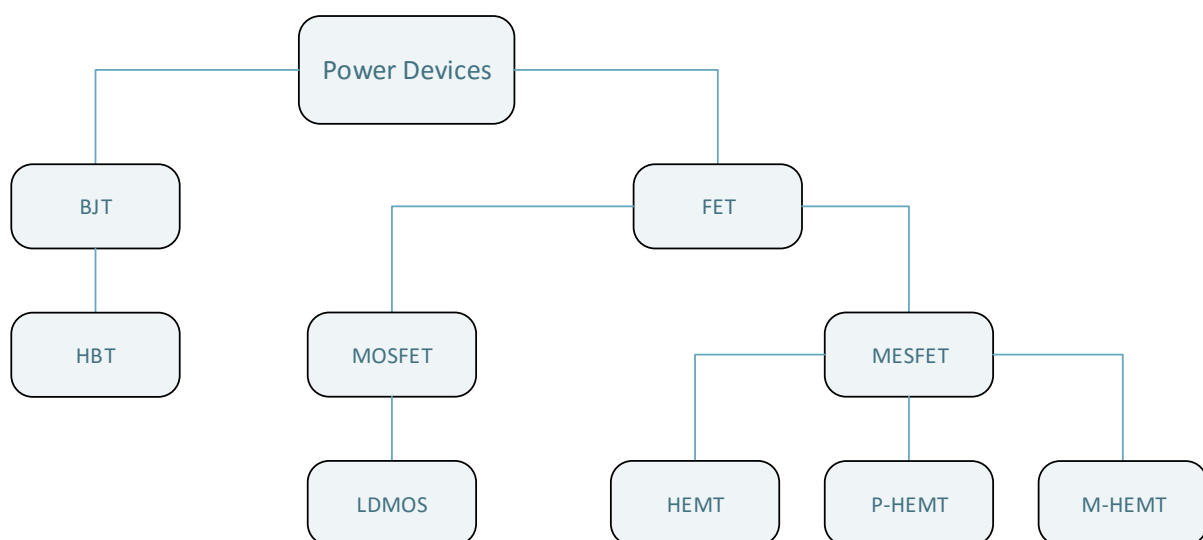 Power Devices
BJT
FET
HBT
MOSFET
MESFET
LDMOS
HEMT
P-HEMT
M-HEMT